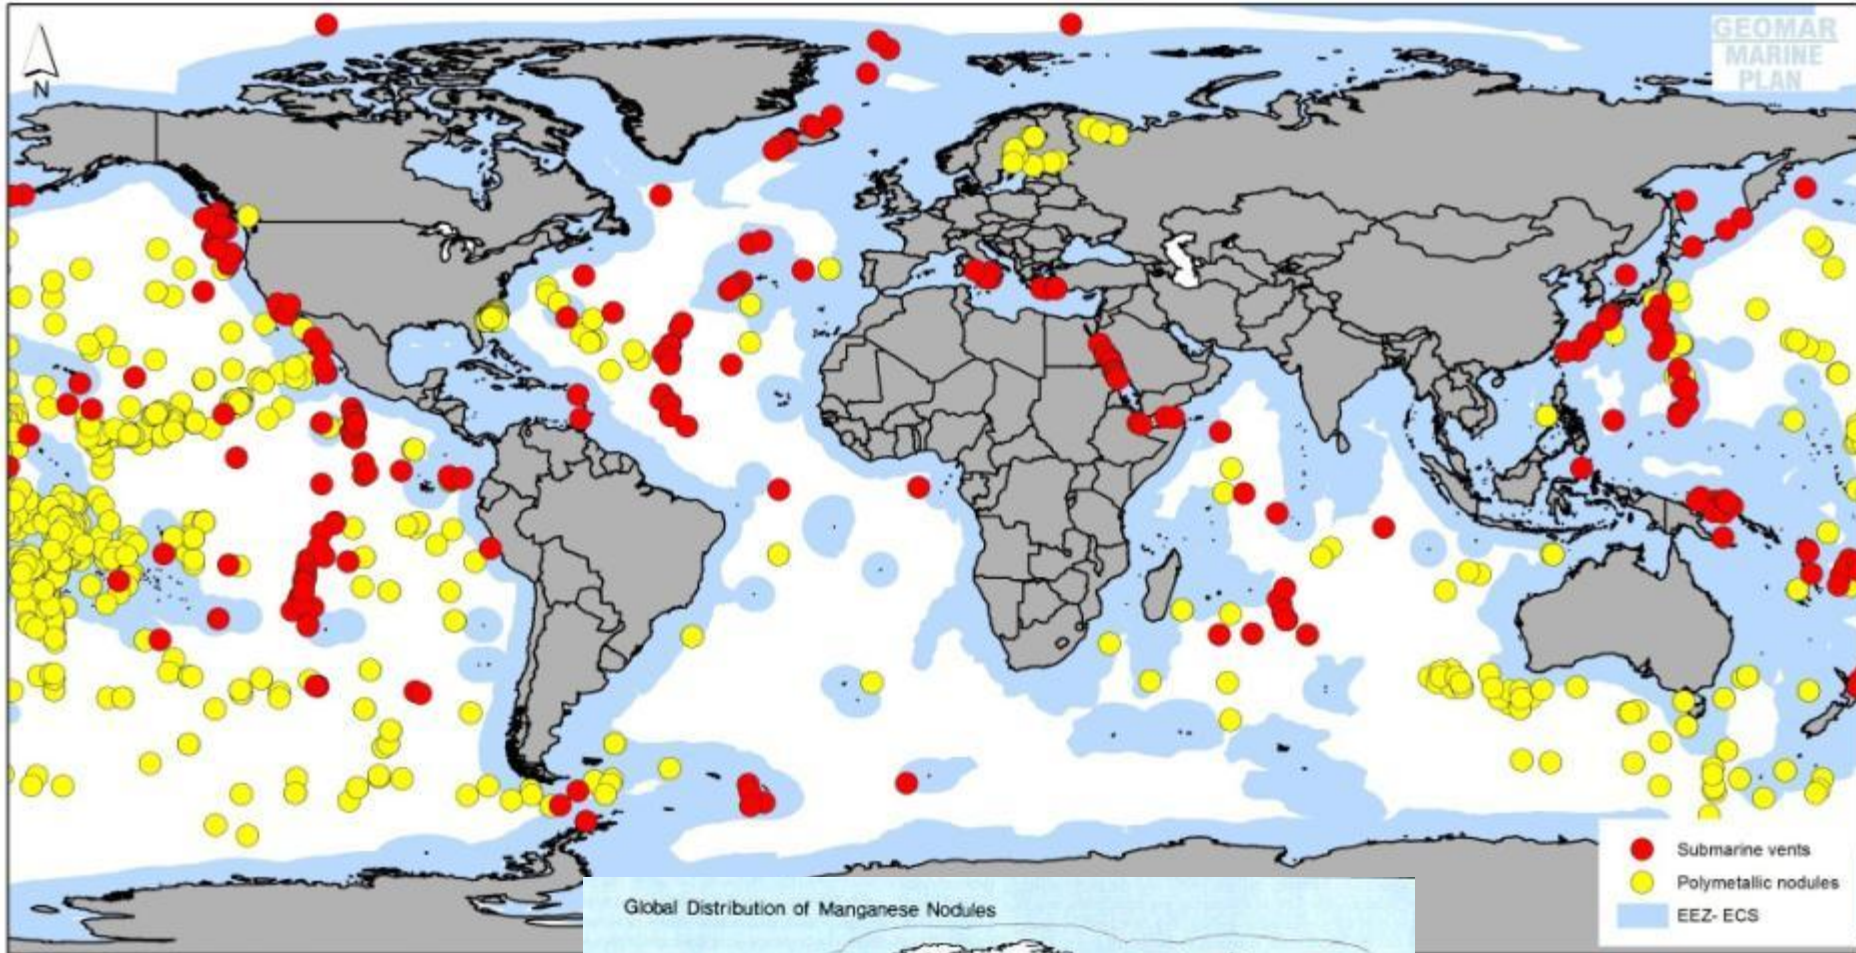 GEOMAR
MARINE
PLAN
N
Submarine vents
Polymetallic nodules
EEZ- ECS
Global Distribution of Manganese Nodules